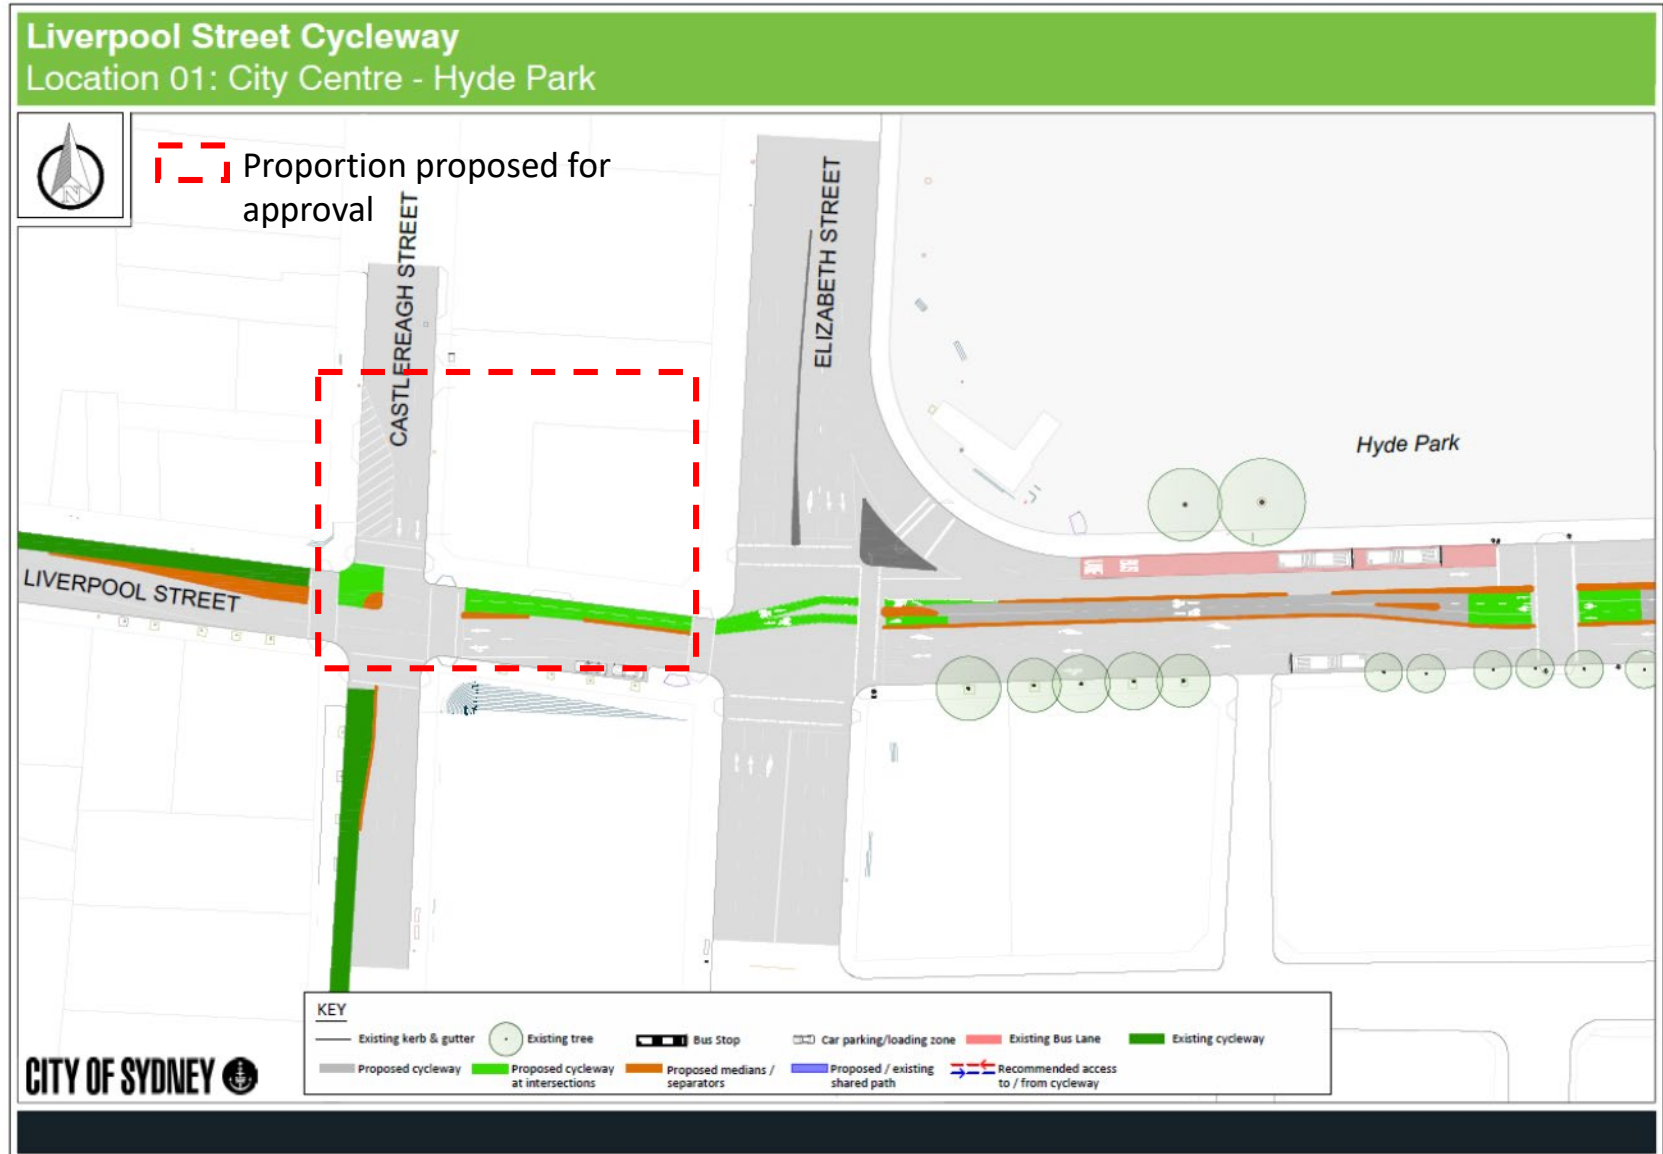 Liverpool Street Cycleway
Location 01: City Centre - Hyde Park
N
Proportion proposed for
approval
CASTLEREAGH STREET
ELIZABETH STREET
Hyde Park
LIVERPOOL STREET
KEY
Existing kerb & gutter
Existing tree
Bus Stop
Car parking/loading zone
Existing Bus Lane
Existing cycleway
Proposed cycleway
Proposed cycleway
at intersections
Proposed medians /
separators
Proposed / existing
shared path
Recommended access
to / from cycleway
CITY OF SYDNEY